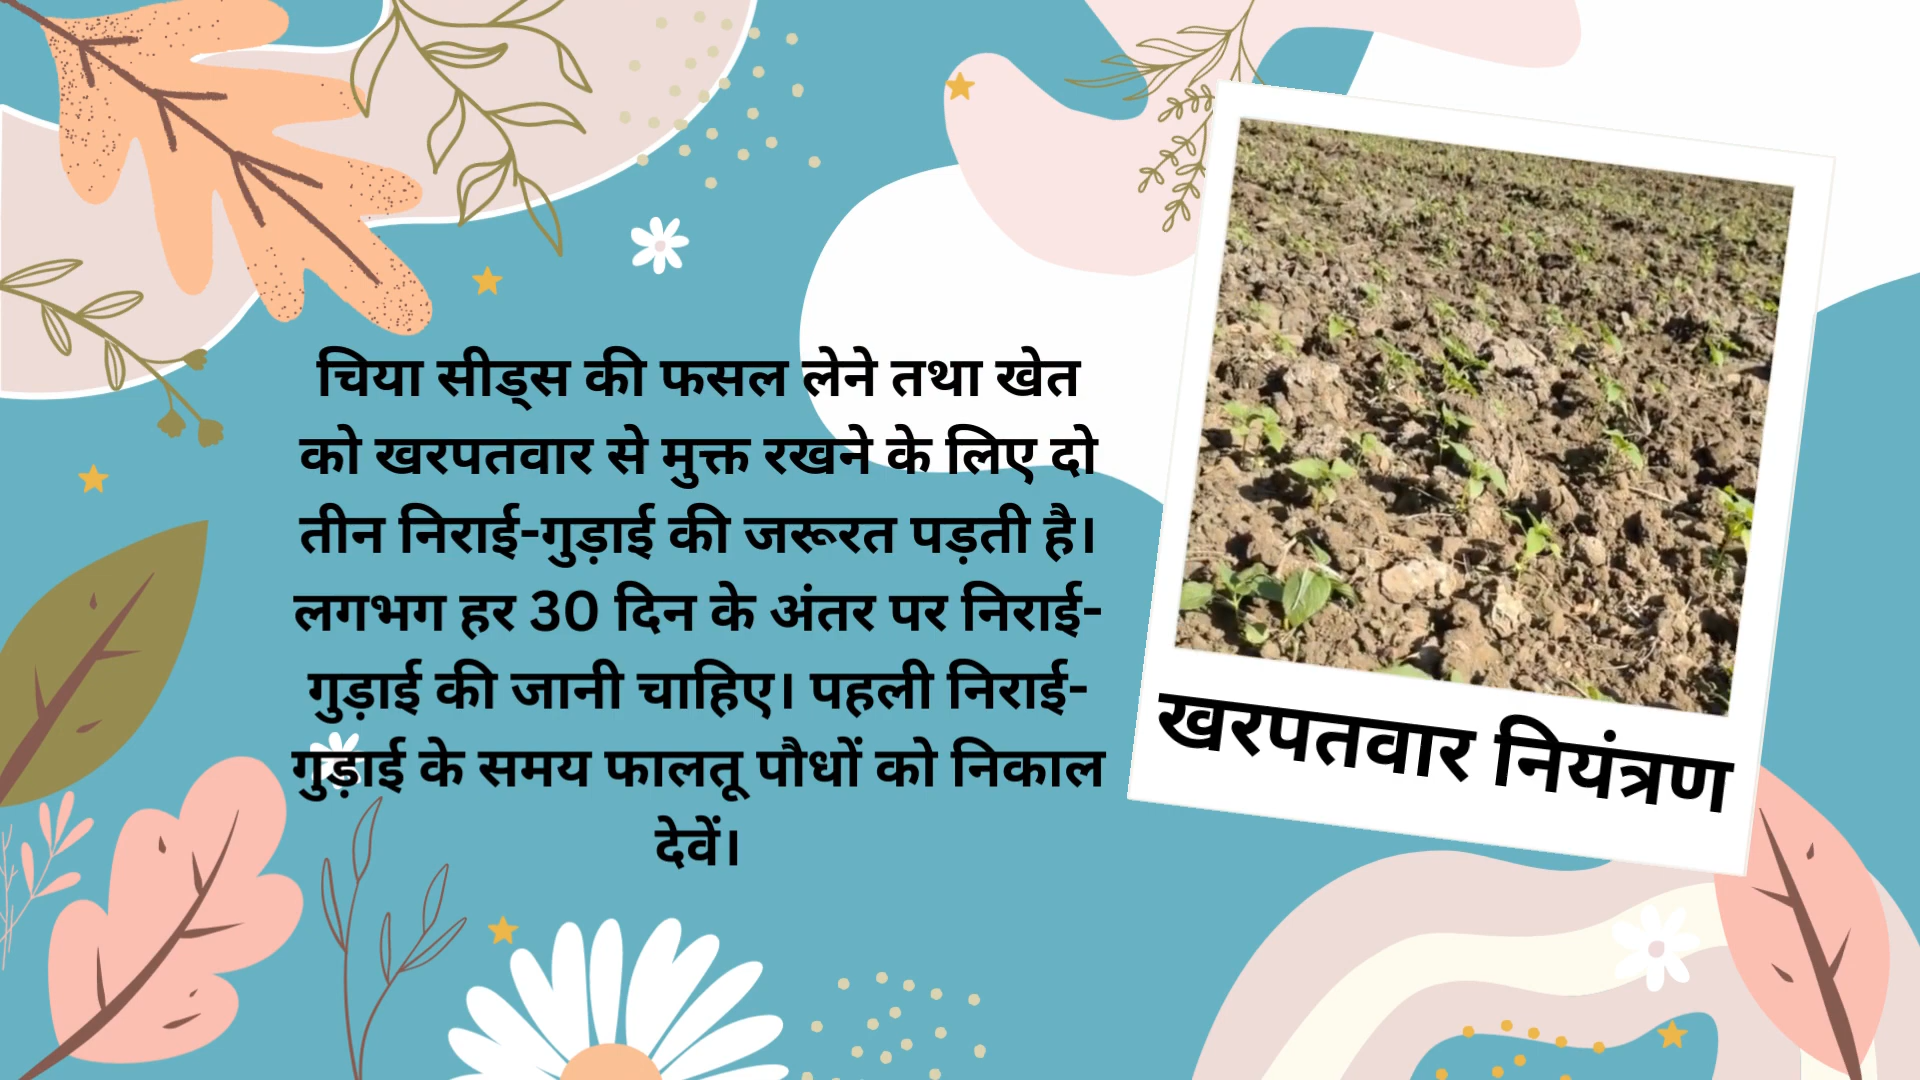 चिया सीड्स की फसल लेने तथा खेत
को खरपतवार से मुक्त रखने के लिए दो
तीन निराई-गुड़ाई की जरूरत पड़ती है।
लगभग हर 30 दिन के अंतर पर निराई-
गुड़ाई की जानी चाहिए। पहली निराई-
गुड़ाई के समय फालतू पौधों को निकाल
देवें।
खरपतवार नियंत्रण